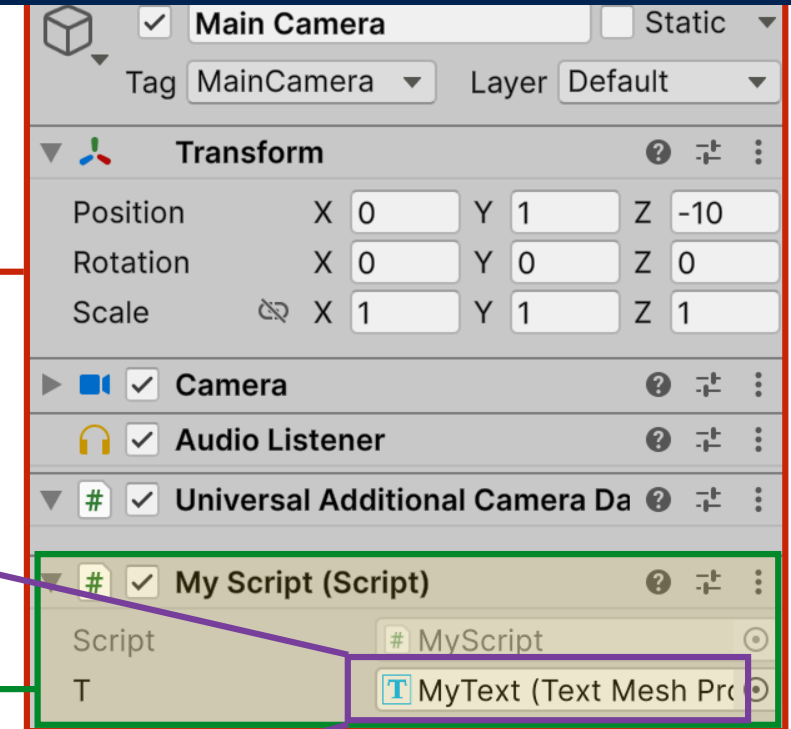 Main Camera Static
Tag MainCamera Layer Default
Transform
Position X 0 Y 1 Z -10
Rotation X 0 Y 0 Z 0
Scale X 1 Y 1 Z 1
Camera
Audio Listener
# Universal Additional Camera Da
# My Script (Script)
Script # MyScript
T T MyText (Text Mesh Pro